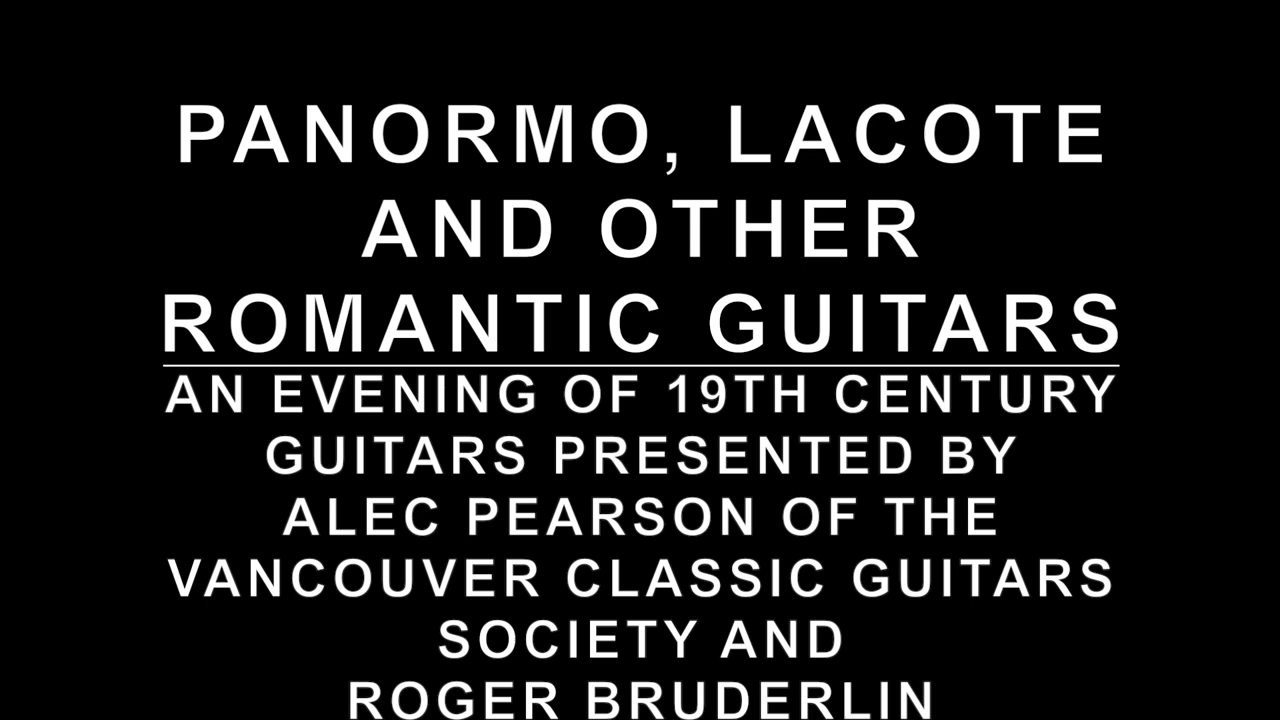 PANORMO, LACOTE
AND OTHER
ROMANTIC GUITARS
AN EVENING OF 19TH CENTURY
GUITARS PRESENTED BY
ALEC PEARSON OF THE
VANCOUVER CLASSIC GUITARS
SOCIETY AND
ROGER BRUDERLIN